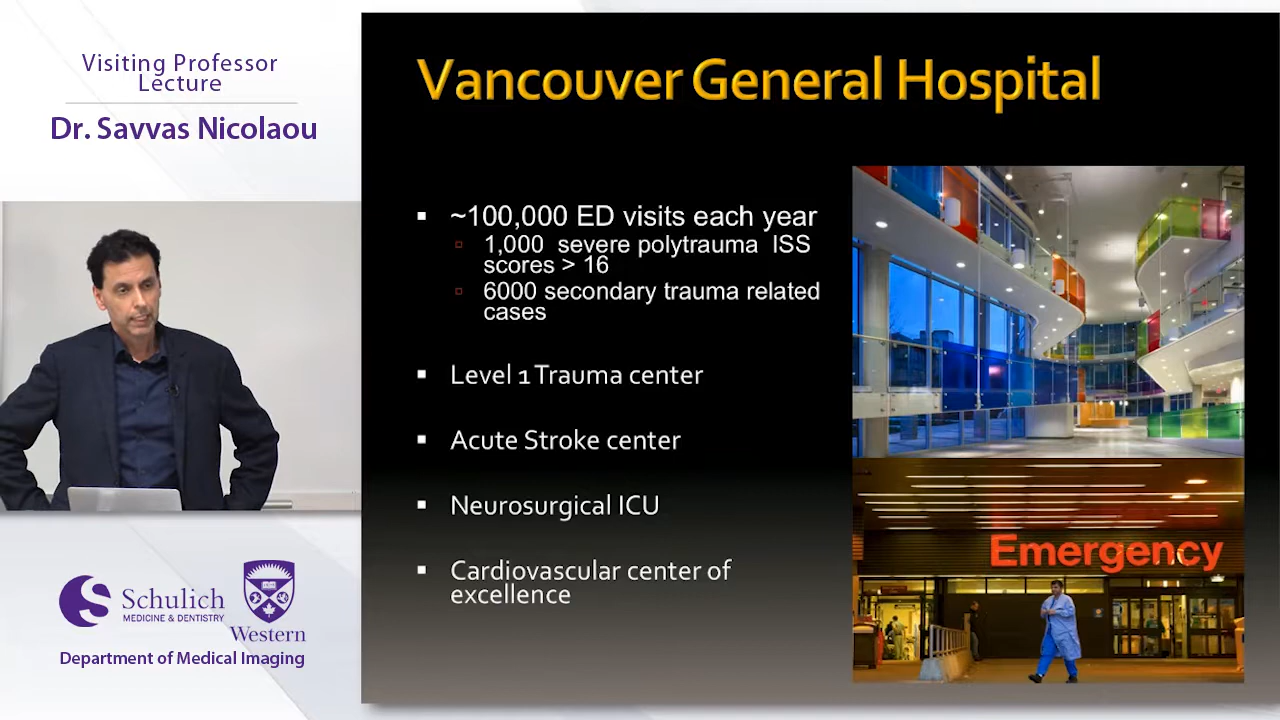 Visiting Professor
Lecture
Dr. Savvas Nicolaou
Schulich
MEDICINE & DENTISTRY
Western
Department of Medical Imaging
Vancouver General Hospital
~100,000 ED visits each year
1,000 severe polytrauma ISS
scores > 16
6000 secondary trauma related
cases
Level 1 Trauma center
Acute Stroke center
Neurosurgical ICU
Cardiovascular center of
excellence
Emergency